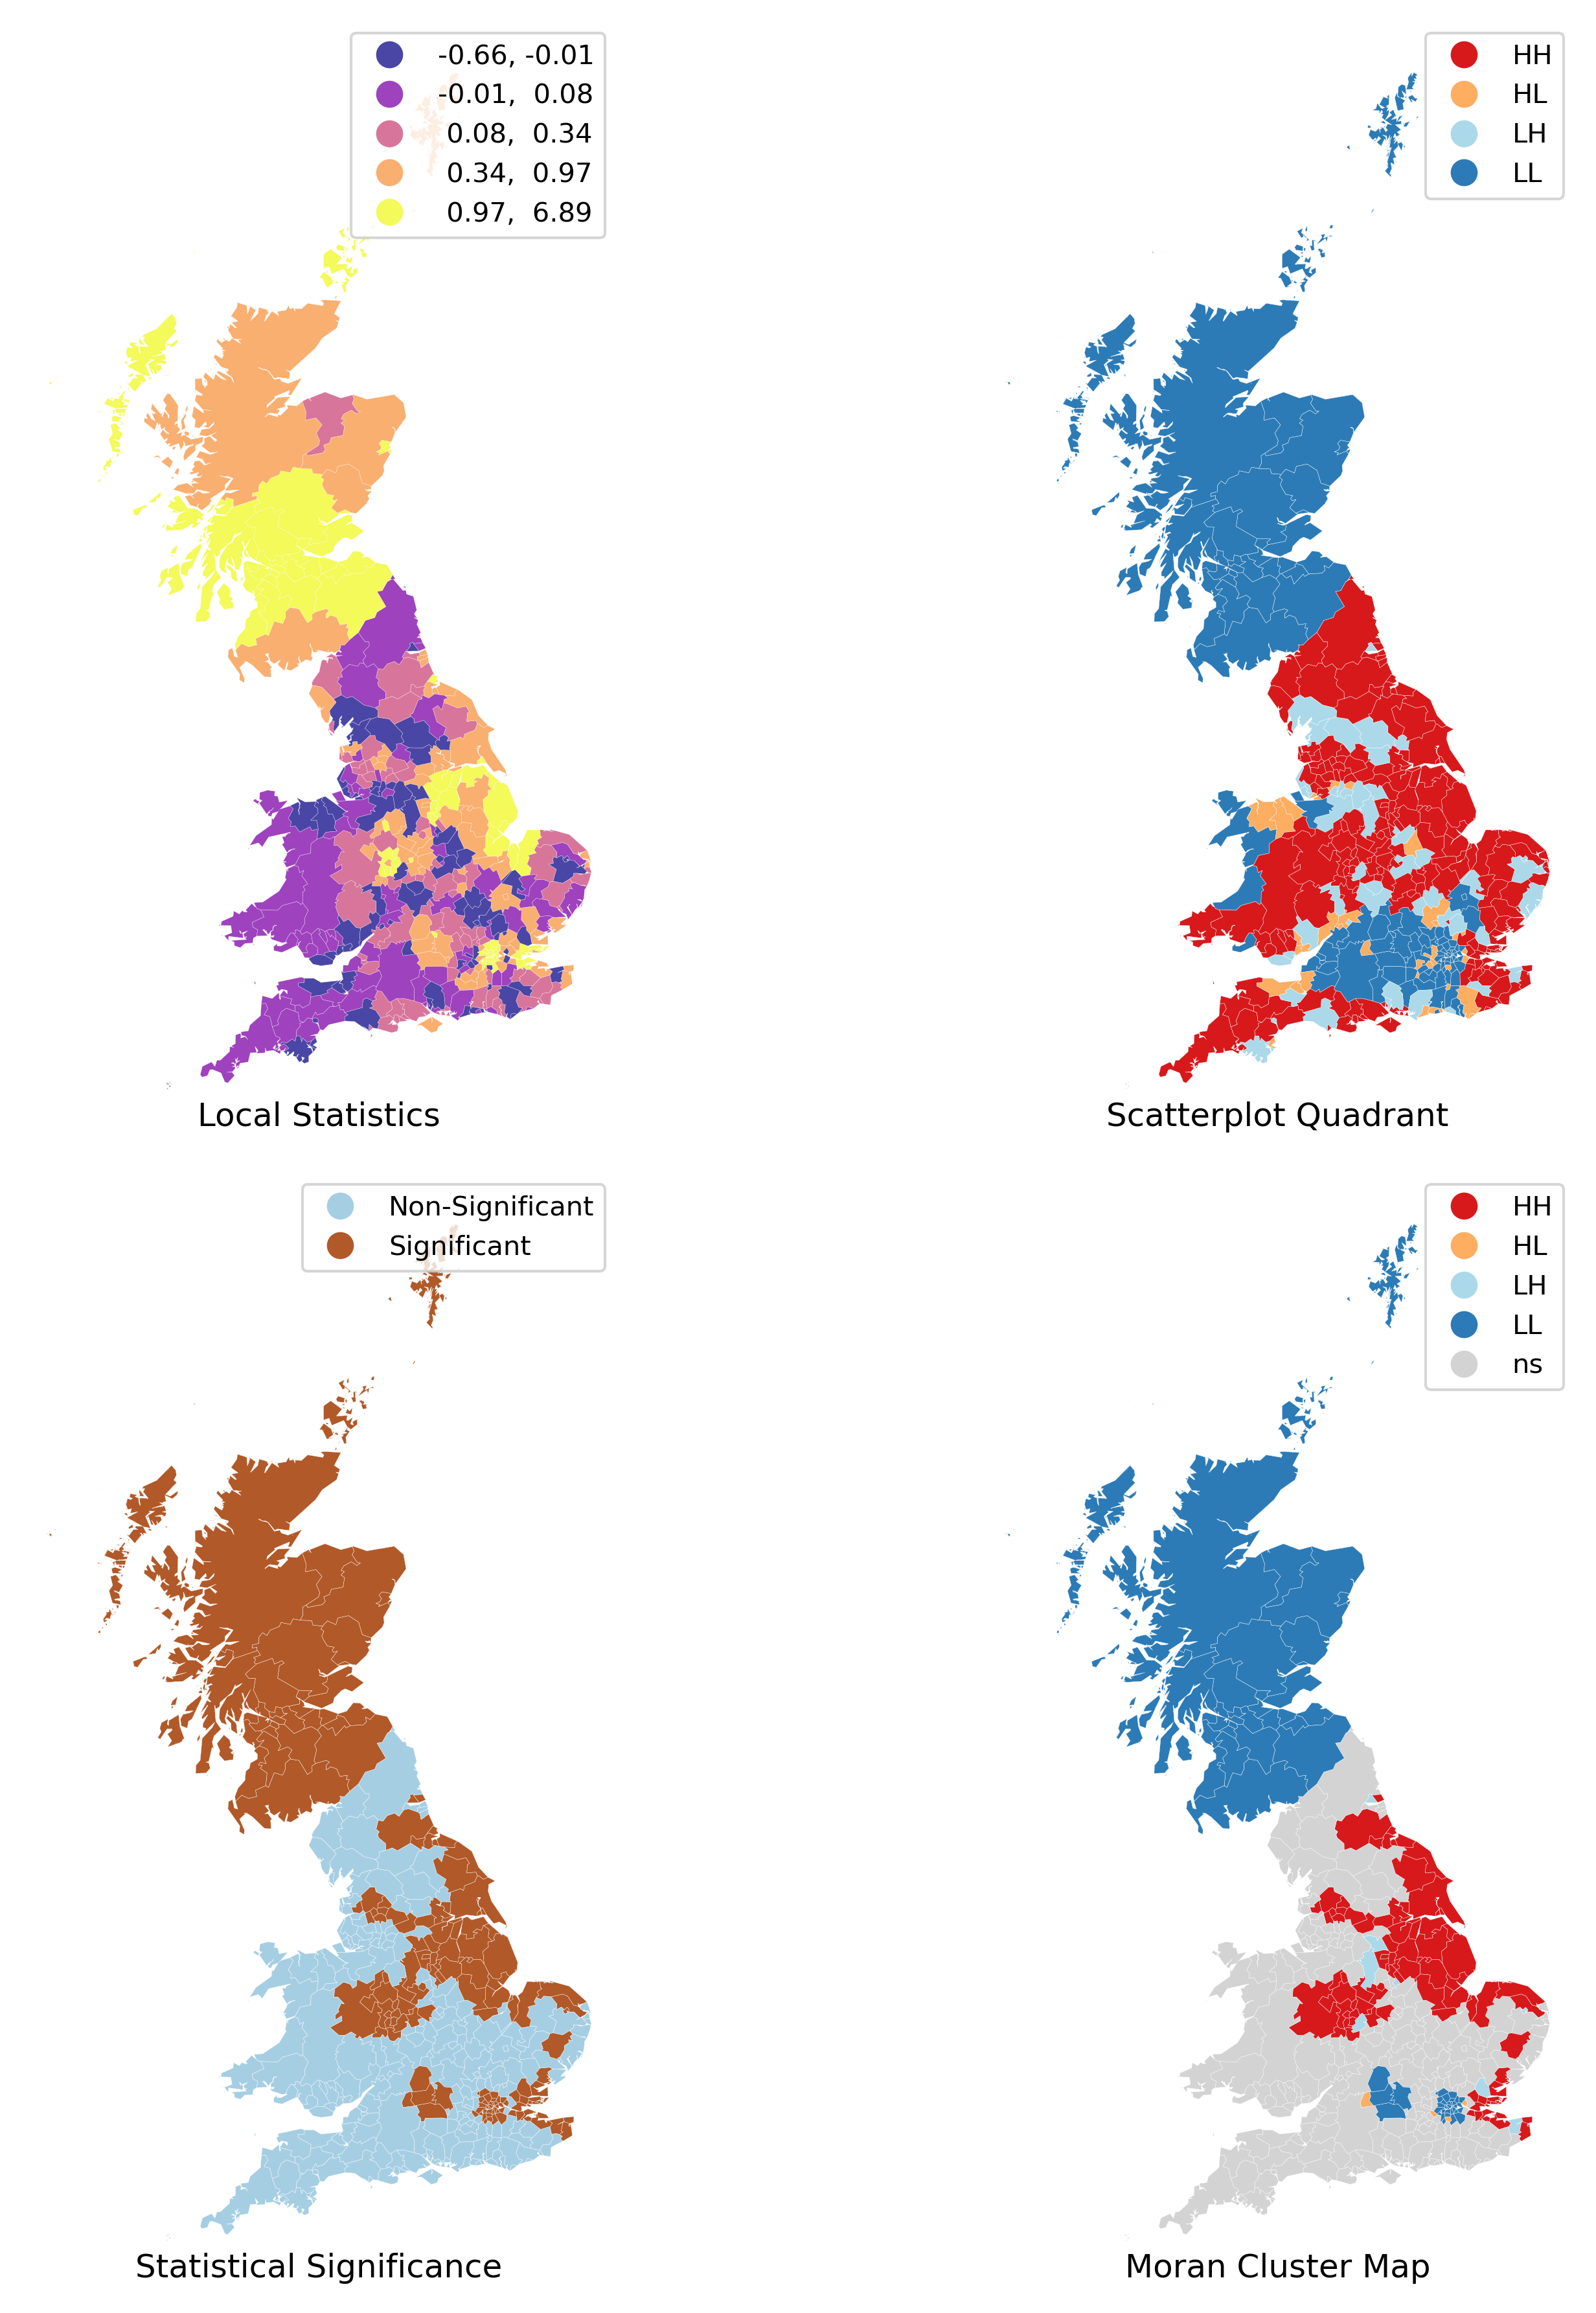 -0.66, -0.01
-0.01, 0.08
0.08, 0.34
0.34, 0.97
0.97, 6.89
HH
HL
LH
LL
Local Statistics
Scatterplot Quadrant
Non-Significant
Significant
HH
HL
LH
LL
ns
Statistical Significance
Moran Cluster Map